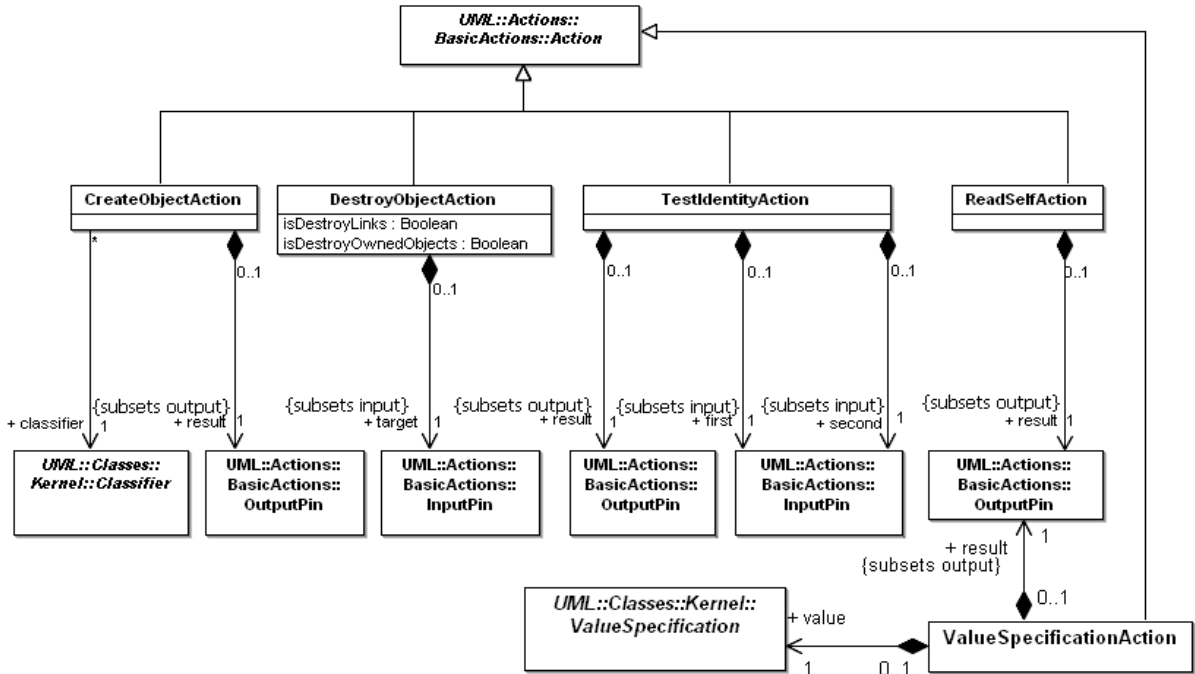 UML::Actions::
BasicActions::Action
CreateObjectAction
DestroyObjectAction
isDestroyLinks : Boolean
isDestroyOwnedObjects : Boolean
TestIdentityAction
ReadSelfAction
*
0..1
0..1
0..1
0..1
0..1
0..1
+ classifier
1
{subsets output}
+ result
1
{subsets input}
+ target
1
{subsets output}
+ result
1
{subsets input}
+ first
1
{subsets input}
+ second
1
{subsets output}
+ result
1
UML::Classes::
Kernel::Classifier
UML::Actions::
BasicActions::
OutputPin
UML::Actions::
BasicActions::
InputPin
UML::Actions::
BasicActions::
OutputPin
UML::Actions::
BasicActions::
InputPin
UML::Actions::
BasicActions::
OutputPin
+ result
1
{subsets output}
0..1
UML::Classes::Kernel::
ValueSpecification
+ value
1
0..1
ValueSpecificationAction